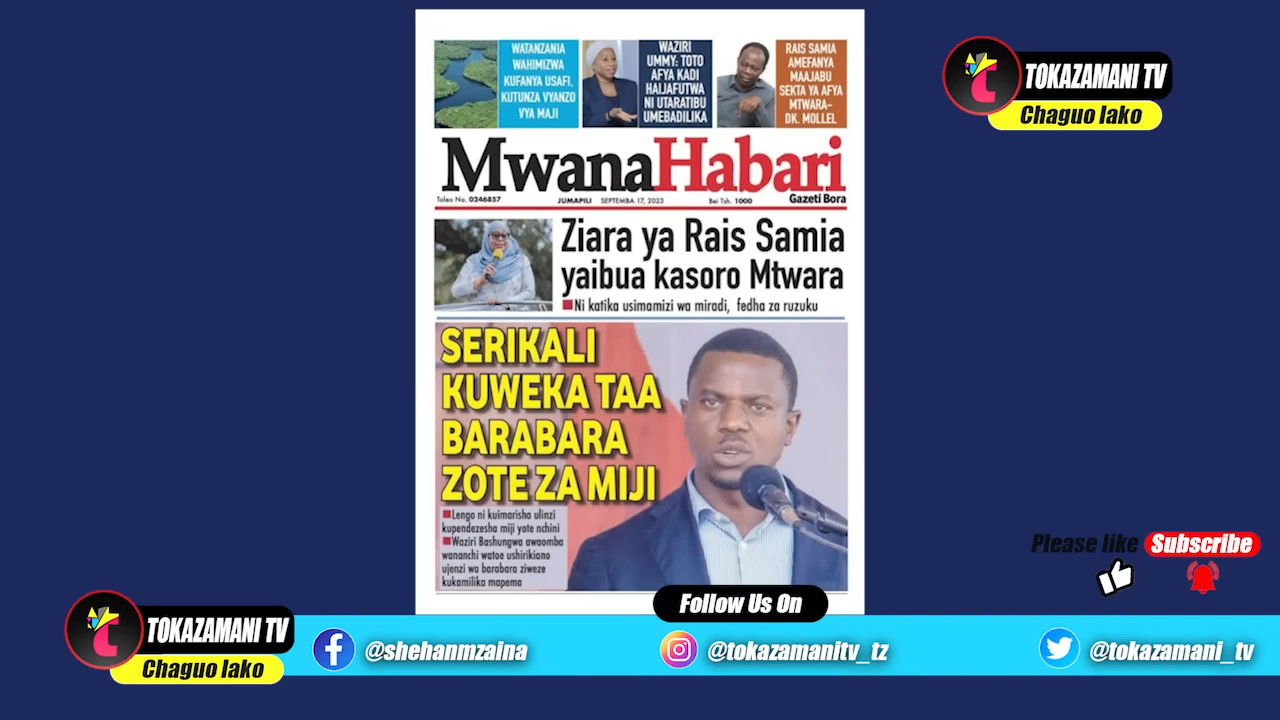 WATANZANIA
WAHIMIZWA
KUFANYA USAFI,
KUTUNZA VYANZO
VYA MAJI
WAZIRI
UMMY: TOTO
AFYA KADI
HAIJAFUTWA
NI UTARATIBU
UMEBADILIKA
RAIS SAMIA
AMEFANYA
MAAJABU
SEKTA YA AFYA
MTWARA-
DK. MOLLEL
TOKAZAMANI TV
Chaguo lako
MwanaHabari
Toleo Na. 0246857 JUMAPILI SEPTEMBA 17, 2023 Bei Tsh. 1000 Gazeti Bora
Ziara ya Rais Samia
yaibua kasoro Mtwara
Ni katika usimamizi wa miradi, fedha za ruzuku
SERIKALI
KUWEKA TAA
BARABARA
ZOTE ZA MIJI
Lengo ni kuimarisha ulinzi
kupendezesha miji yote nchini
Waziri Bashungwa awaomba
wananchi watoe ushirikiano
ujenzi wa barabara ziweze
kukamilika mapema
Please like Subscribe
Follow Us On
TOKAZAMANI TV
Chaguo lako
@shehanmzaina
@tokazamanitv_tz
@tokazamani_tv